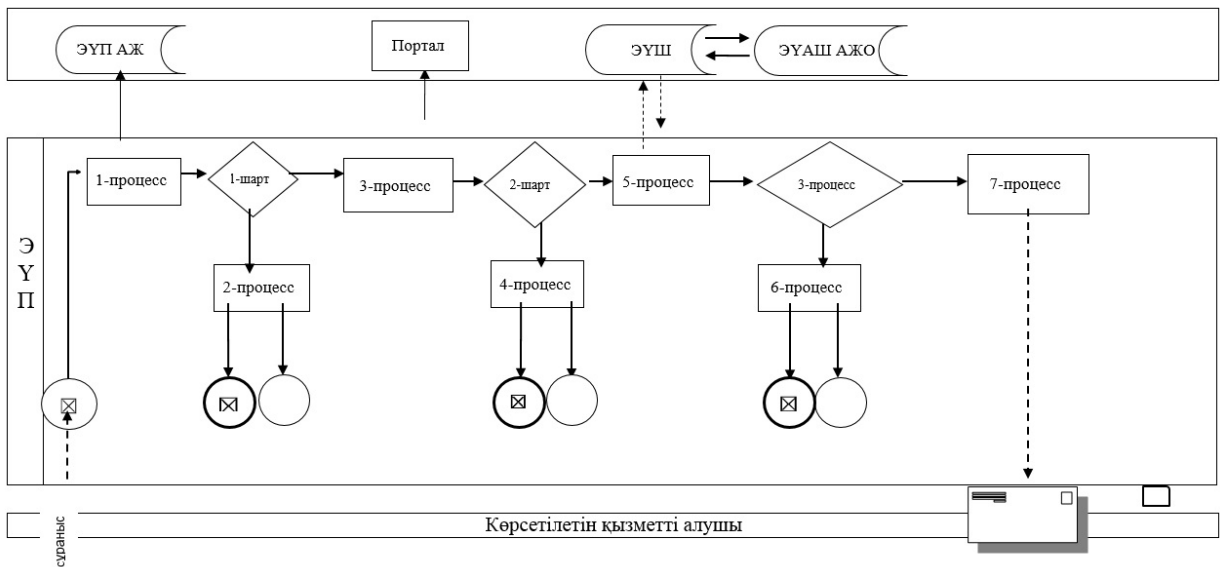 ЭҮП АЖ
Портал
ЭҮШ
ЭҮАШ АЖО
Э
Ү
П
1-процесс
1-шарт
3-процесс
2-шарт
5-процесс
3-процесс
7-процесс
2-процесс
4-процесс
6-процесс
сұраныс
Көрсетілетін қызметті алушы